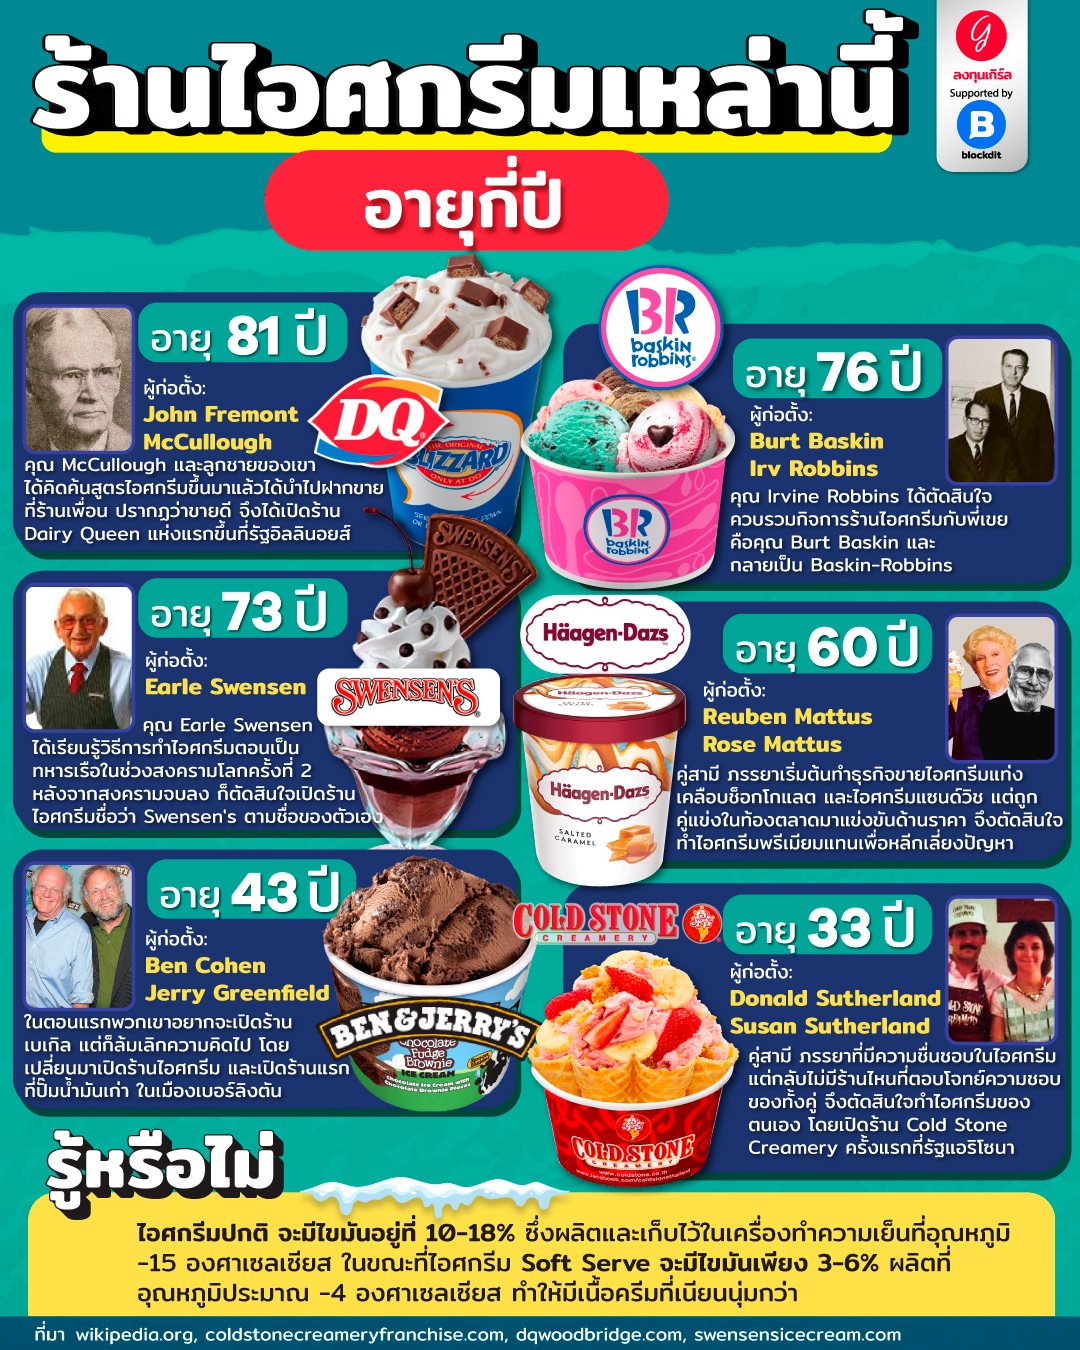 ร้านไอศกรีมเหล่านี้
อายุกี่ปี
ลงทุนเกิร์ล
Supported by
B
blockdit
อายุ 81 ปี
ผู้ก่อตั้ง:
John Fremont
McCullough
คุณ McCullough และลูกชายของเขา
ได้คิดค้นสูตรไอศกรีมขึ้นมาแล้วได้นำไปฝากขาย
ที่ร้านเพื่อน ปรากฏว่าขายดี จึงได้เปิดร้าน
Dairy Queen แห่งแรกขึ้นที่รัฐอิลลินอยส์
DQ
THE ORIGINAL
BLIZZARD
ONLY AT DQ
BR
baskin
robbins
BR
baskin
robbins
อายุ 76 ปี
ผู้ก่อตั้ง:
Burt Baskin
Irv Robbins
คุณ Irvine Robbins ได้ตัดสินใจ
ควบรวมกิจการร้านไอศกรีมกับพี่เขย
คือคุณ Burt Baskin และ
กลายเป็น Baskin-Robbins
อายุ 73 ปี
ผู้ก่อตั้ง:
Earle Swensen
คุณ Earle Swensen
ได้เรียนรู้วิธีการทำไอศกรีมตอนเป็น
ทหารเรือในช่วงสงครามโลกครั้งที่ 2
หลังจากสงครามจบลง ก็ตัดสินใจเปิดร้าน
ไอศกรีมชื่อว่า Swensen's ตามชื่อของตัวเอง
SWENSEN'S
SWENSEN'S
Häagen-Dazs
Häagen-Dazs
Häagen-Dazs
SALTED
CARAMEL
อายุ 60 ปี
ผู้ก่อตั้ง:
Reuben Mattus
Rose Mattus
คู่สามี ภรรยาเริ่มต้นทำธุรกิจขายไอศกรีมแท่ง
เคลือบช็อกโกแลต และไอศกรีมแซนด์วิช แต่ถูก
คู่แข่งในท้องตลาดมาแข่งขันด้านราคา จึงตัดสินใจ
ทำไอศกรีมพรีเมียมแทนเพื่อหลีกเลี่ยงปัญหา
อายุ 43 ปี
ผู้ก่อตั้ง:
Ben Cohen
Jerry Greenfield
ในตอนแรกพวกเขาอยากจะเปิดร้าน
เบเกิล แต่ก็ล้มเลิกความคิดไป โดย
เปลี่ยนมาเปิดร้านไอศกรีม และเปิดร้านแรก
ที่ปั๊มน้ำมันเก่า ในเมืองเบอร์ลิงตัน
BEN & JERRY'S
Chocolate
Fudge
Brownie
ICE CREAM
Chocolate Ice Cream with
Chocolate Brownie Pieces
COLD STONE
CREAMERY
COLD STONE
CREAMERY
www.coldstone.co.th
www.facebook.com/coldstonethailand
อายุ 33 ปี
ผู้ก่อตั้ง:
Donald Sutherland
Susan Sutherland
คู่สามี ภรรยาที่มีความชื่นชอบในไอศกรีม
แต่กลับไม่มีร้านไหนที่ตอบโจทย์ความชอบ
ของทั้งคู่ จึงตัดสินใจทำไอศกรีมของ
ตนเอง โดยเปิดร้าน Cold Stone
Creamery ครั้งแรกที่รัฐแอริโซนา
รู้หรือไม่
ไอศกรีมปกติ จะมีไขมันอยู่ที่ 10-18% ซึ่งผลิตและเก็บไว้ในเครื่องทำความเย็นที่อุณหภูมิ
-15 องศาเซลเซียส ในขณะที่ไอศกรีม Soft Serve จะมีไขมันเพียง 3-6% ผลิตที่
อุณหภูมิประมาณ -4 องศาเซลเซียส ทำให้มีเนื้อครีมที่เนียนนุ่มกว่า
ที่มา wikipedia.org, coldstonecreameryfranchise.com, dqwoodbridge.com, swensensicecream.com